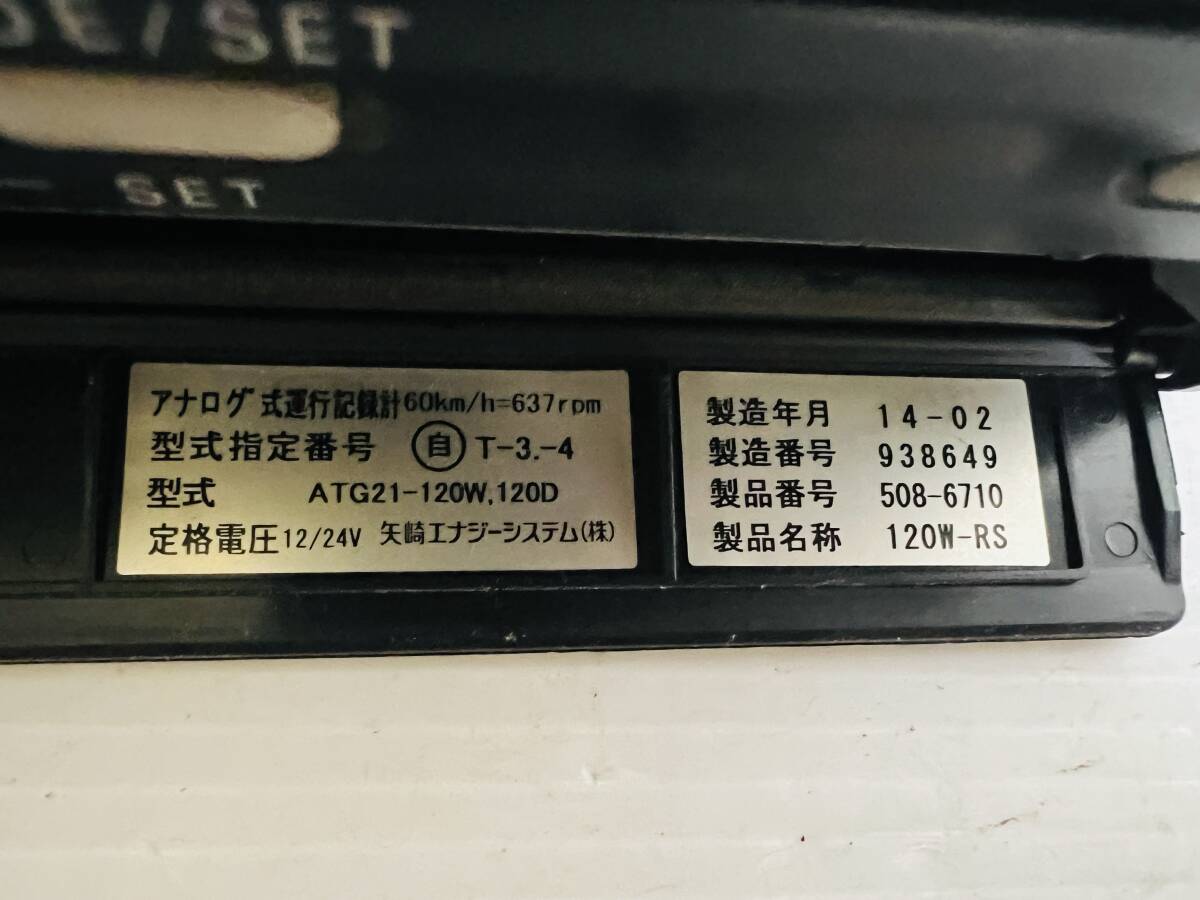 DE/SET
SET
アナログ式運行記録計60km/h=637rpm
型式指定番号 自 T-3.-4
型式 ATG21-120W,120D
定格電圧12/24V 矢崎エナジーシステム(株)
製造年月 14-02
製造番号 938649
製品番号 508-6710
製品名称 120W-RS